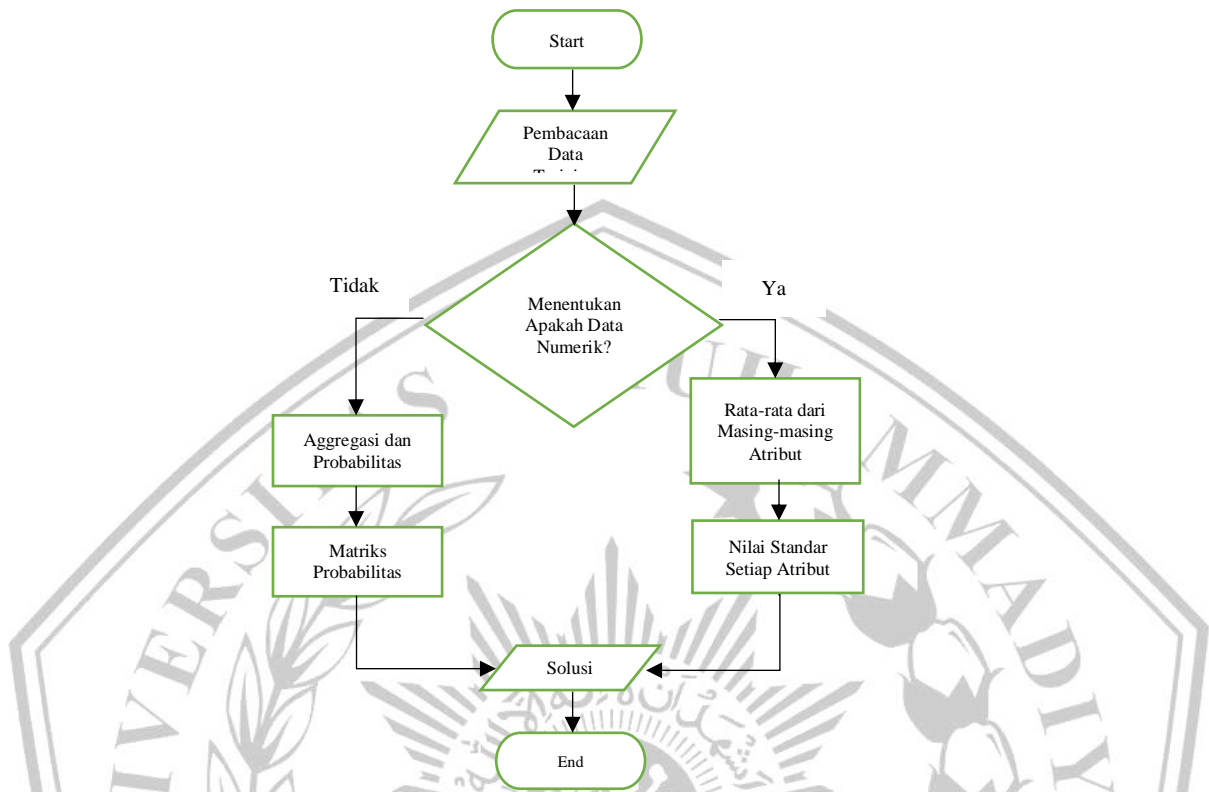 Start
Pembacaan
Data
Tidak
Ya
Menentukan
Apakah Data
Numerik?
Aggregasi dan
Probabilitas
Rata-rata dari
Masing-masing
Atribut
Matriks
Probabilitas
Nilai Standar
Setiap Atribut
Solusi
End